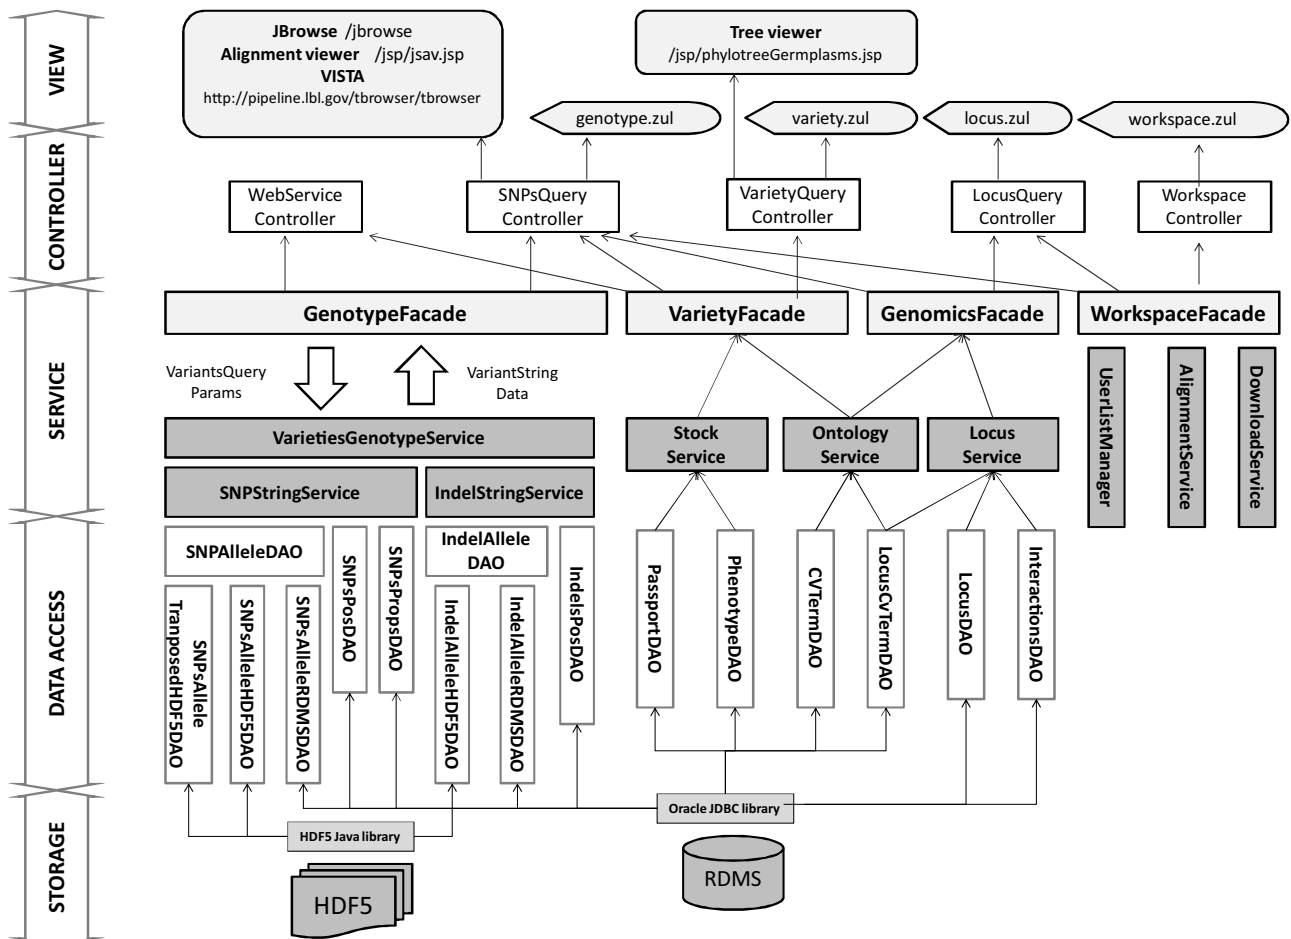 VIEW
JBrowse /jbrowse
Alignment viewer /jsp/jsav.jsp
VISTA
http://pipeline.lbl.gov/tbrowser/tbrowser
Tree viewer
/jsp/phylotreeGermplasms.jsp
genotype.zul
variety.zul
locus.zul
workspace.zul
CONTROLLER
WebService
Controller
SNPsQuery
Controller
VarietyQuery
Controller
LocusQuery
Controller
Workspace
Controller
SERVICE
GenotypeFacade
VarietyFacade
GenomicsFacade
WorkspaceFacade
VariantsQuery
Params
VariantString
Data
UserListManager
AlignmentService
DownloadService
VarietiesGenotypeService
Stock
Service
Ontology
Service
Locus
Service
SNPStringService
IndelStringService
DATA ACCESS
SNPAlleleDAO
SNPsPosDAO
SNPsPropsDAO
IndelAllele
DAO
IndelsPosDAO
PassportDAO
PhenotypeDAO
CVTermDAO
LocusCvTermDAO
LocusDAO
InteractionsDAO
SNPsAllele
TranposedHDF5DAO
SNPsAlleleHDF5DAO
SNPsAlleleRDMSDAO
IndelAlleleHDF5DAO
IndelAlleleRDMSDAO
STORAGE
Oracle JDBC library
HDF5 Java library
HDF5
RDMS